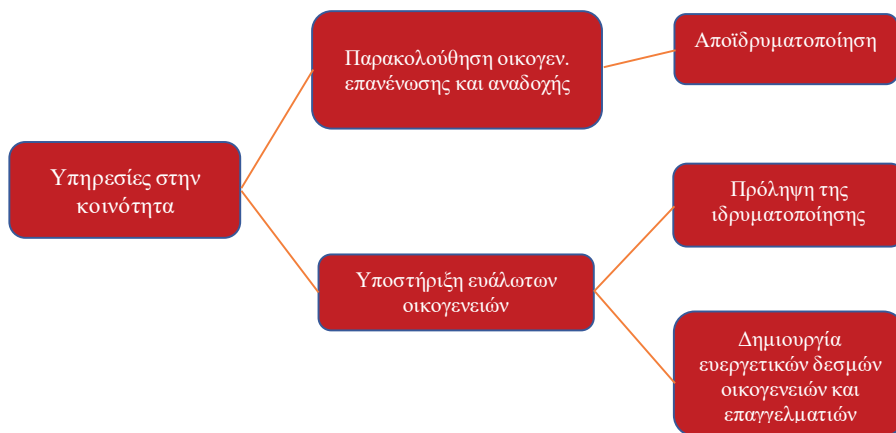 Υπηρεσίες στην
κοινότητα
Παρακολούθηση οικογεν.
επανένωσης και αναδοχής
Αποϊδρυματοποίηση
Υποστήριξη ευάλωτων
οικογενειών
Πρόληψη της
ιδρυματοποίησης
Δημιουργία
ευεργετικών δεσμών
οικογενειών και
επαγγελματιών